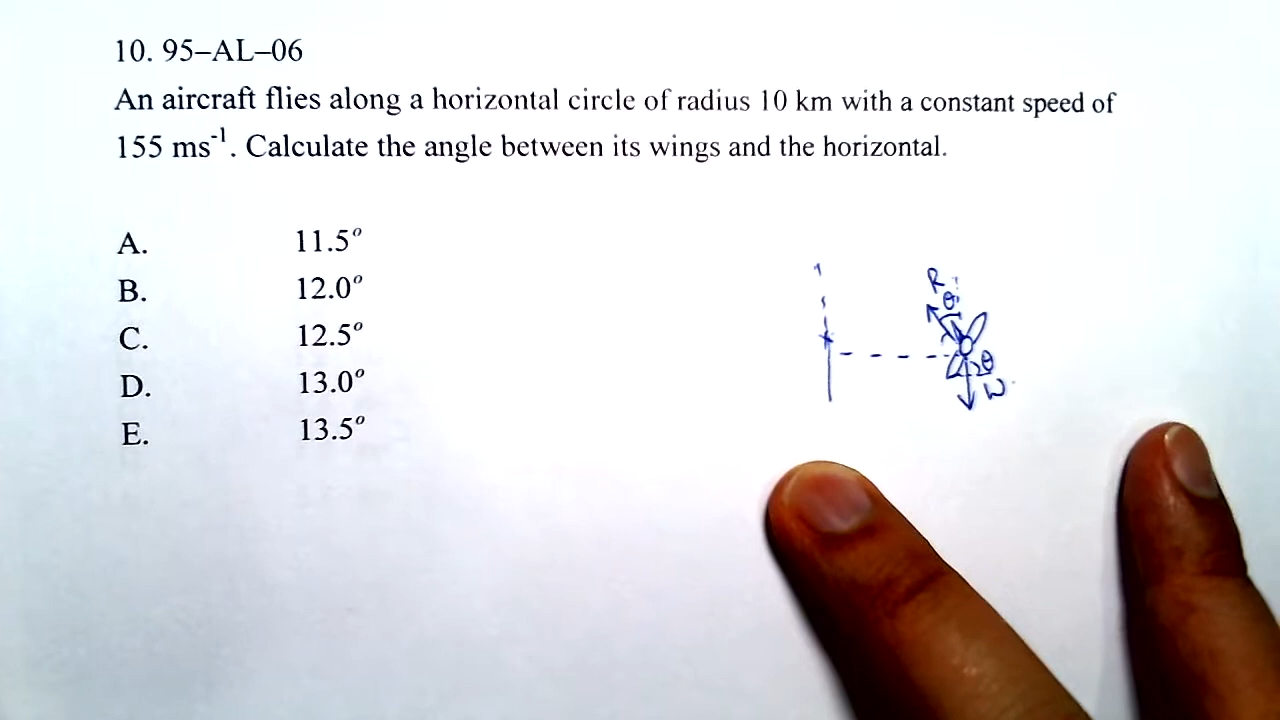 10. 95–AL–06
An aircraft flies along a horizontal circle of radius 10 km with a constant speed of
155 ms⁻¹. Calculate the angle between its wings and the horizontal.
A. 11.5°
B. 12.0°
C. 12.5°
D. 13.0°
E. 13.5°
R
θ
θ
W